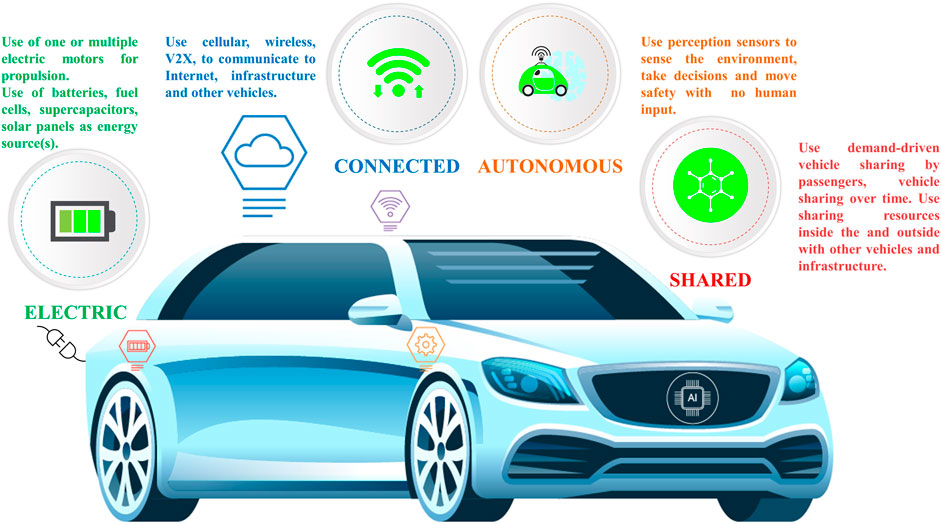 Use of one or multiple
electric motors for
propulsion.
Use of batteries, fuel
cells, supercapacitors,
solar panels as energy
source(s).
ELECTRIC
Use cellular, wireless,
V2X, to communicate to
Internet, infrastructure
and other vehicles.
CONNECTED
AUTONOMOUS
Use perception sensors to
sense the environment,
take decisions and move
safety with no human
input.
SHARED
Use demand-driven
vehicle sharing by
passengers, vehicle
sharing over time. Use
sharing resources
inside the and outside
with other vehicles and
infrastructure.
AI